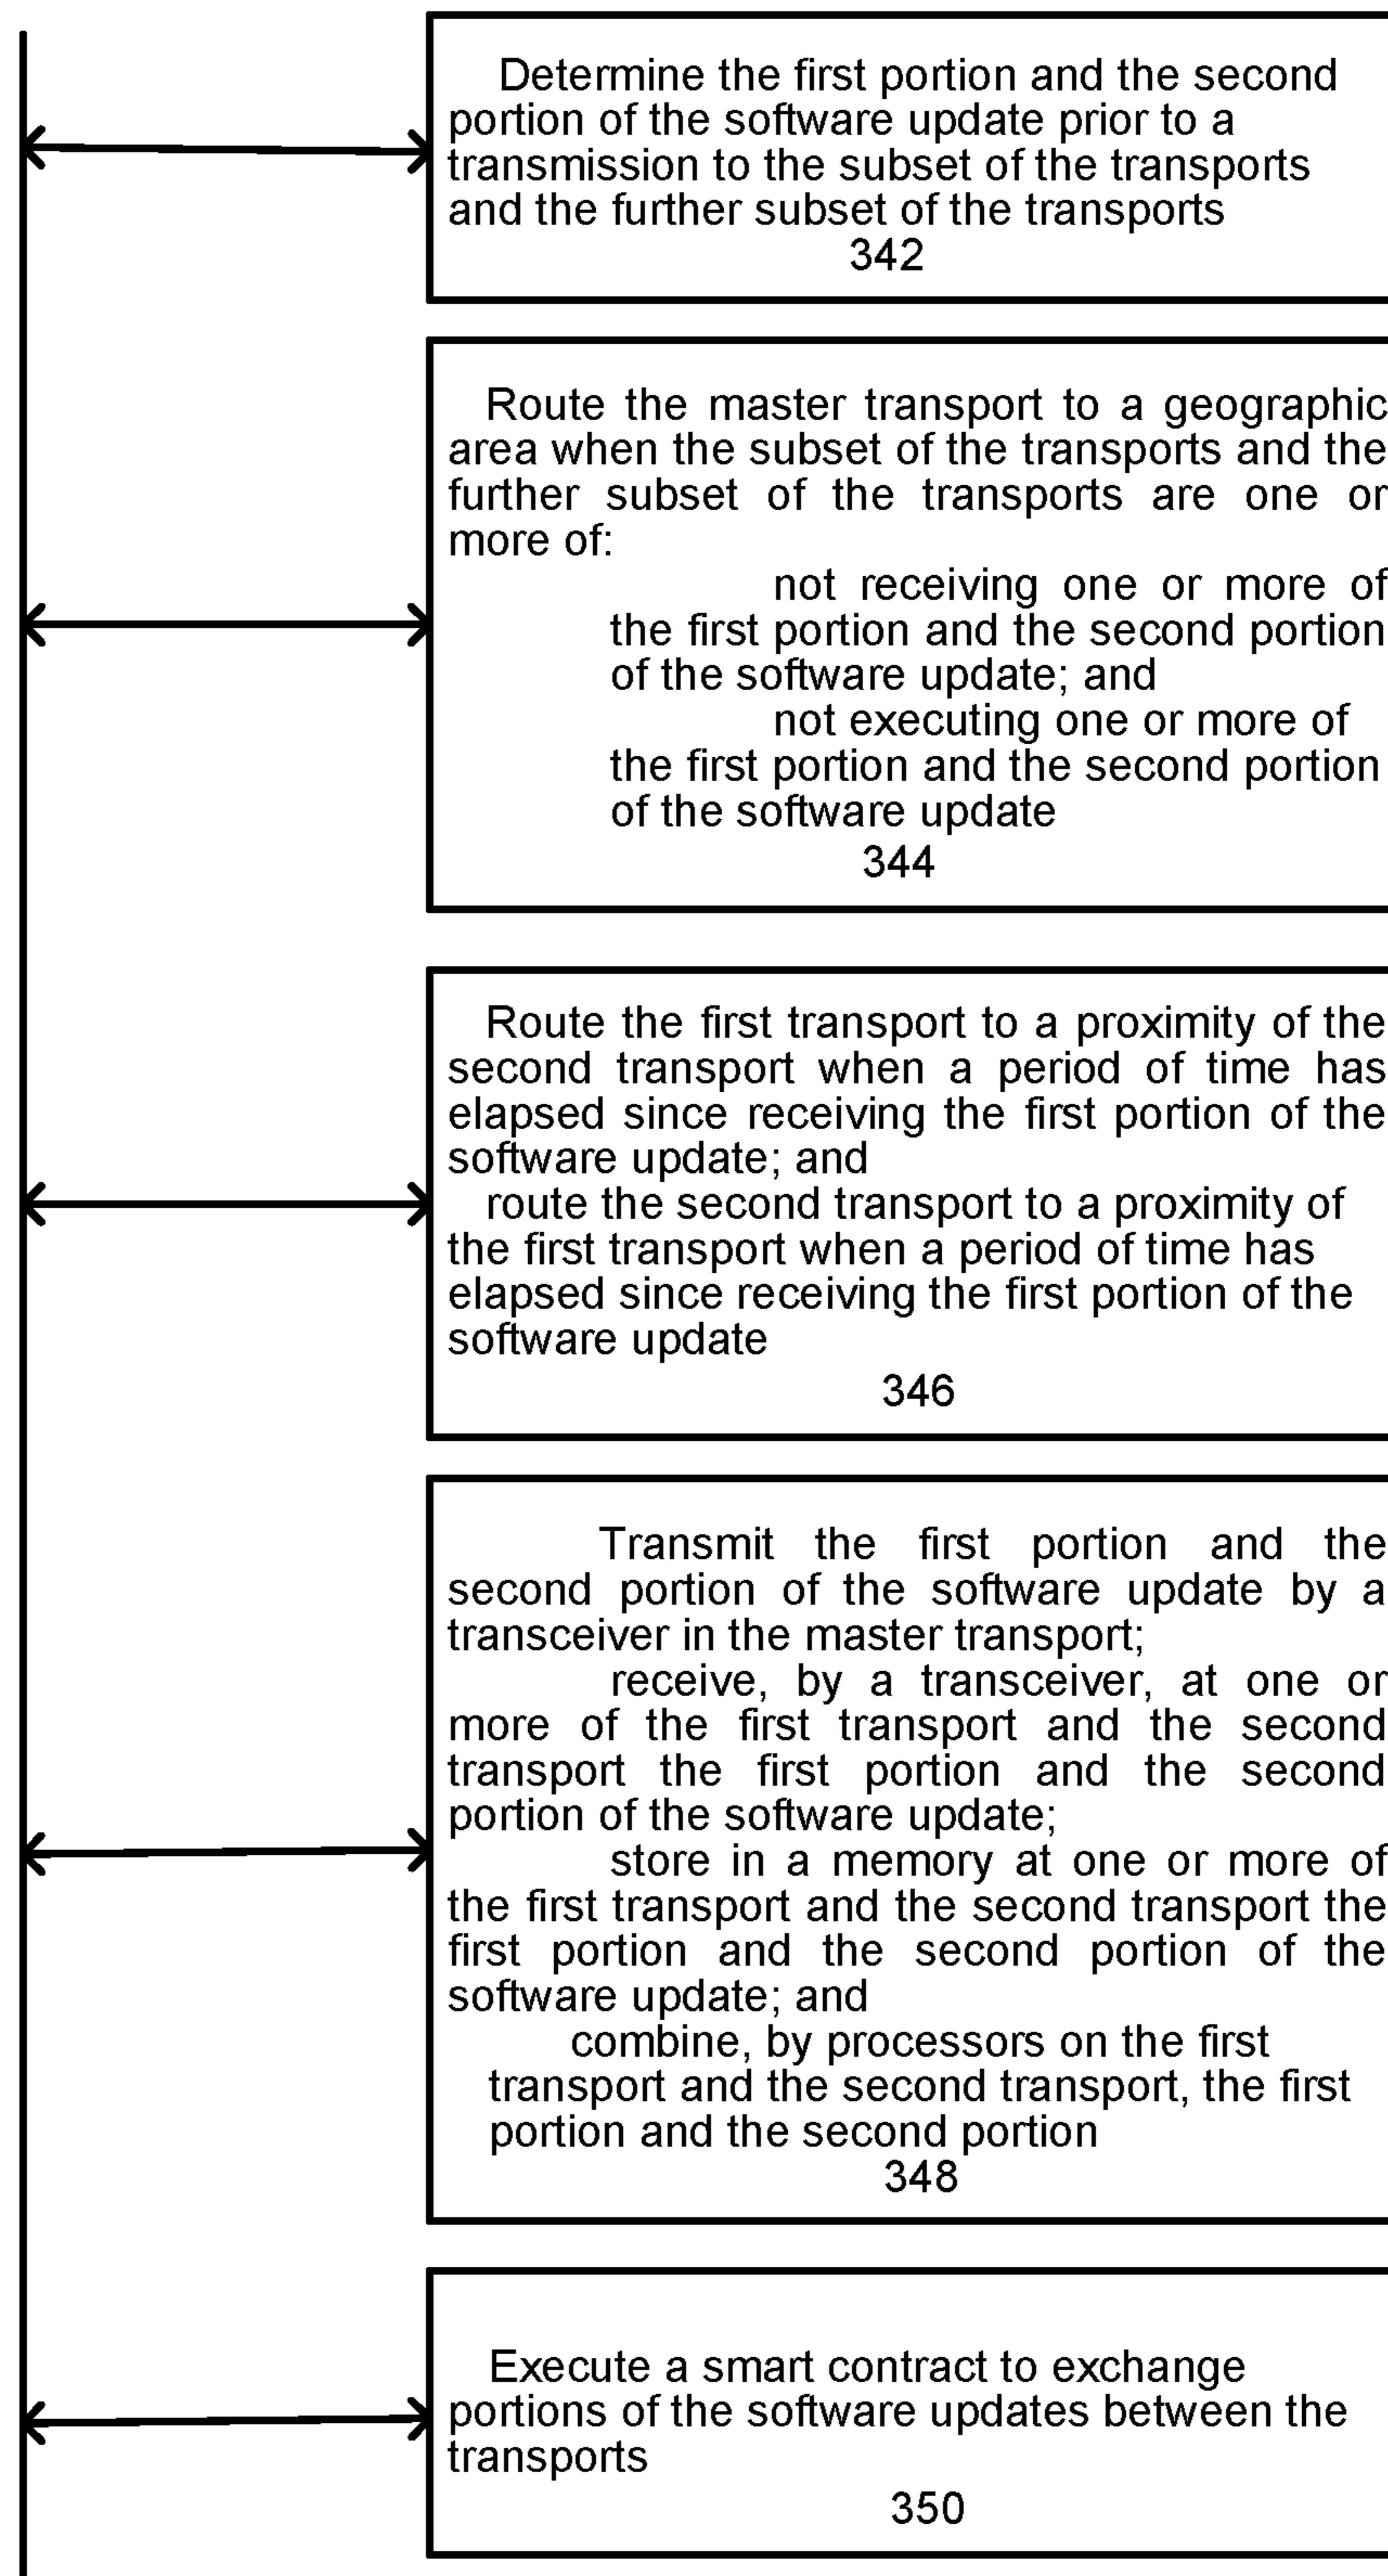 Determine the first portion and the second
portion of the software update prior to a
transmission to the subset of the transports
and the further subset of the transports
342
Route the master transport to a geographic
area when the subset of the transports and the
further subset of the transports are one or
more of:
not receiving one or more of
the first portion and the second portion
of the software update; and
not executing one or more of
the first portion and the second portion
of the software update
344
Route the first transport to a proximity of the
second transport when a period of time has
elapsed since receiving the first portion of the
software update; and
route the second transport to a proximity of
the first transport when a period of time has
elapsed since receiving the first portion of the
software update
346
Transmit the first portion and the
second portion of the software update by a
transceiver in the master transport;
receive, by a transceiver, at one or
more of the first transport and the second
transport the first portion and the second
portion of the software update;
store in a memory at one or more of
the first transport and the second transport the
first portion and the second portion of the
software update; and
combine, by processors on the first
transport and the second transport, the first
portion and the second portion
348
Execute a smart contract to exchange
portions of the software updates between the
transports
350